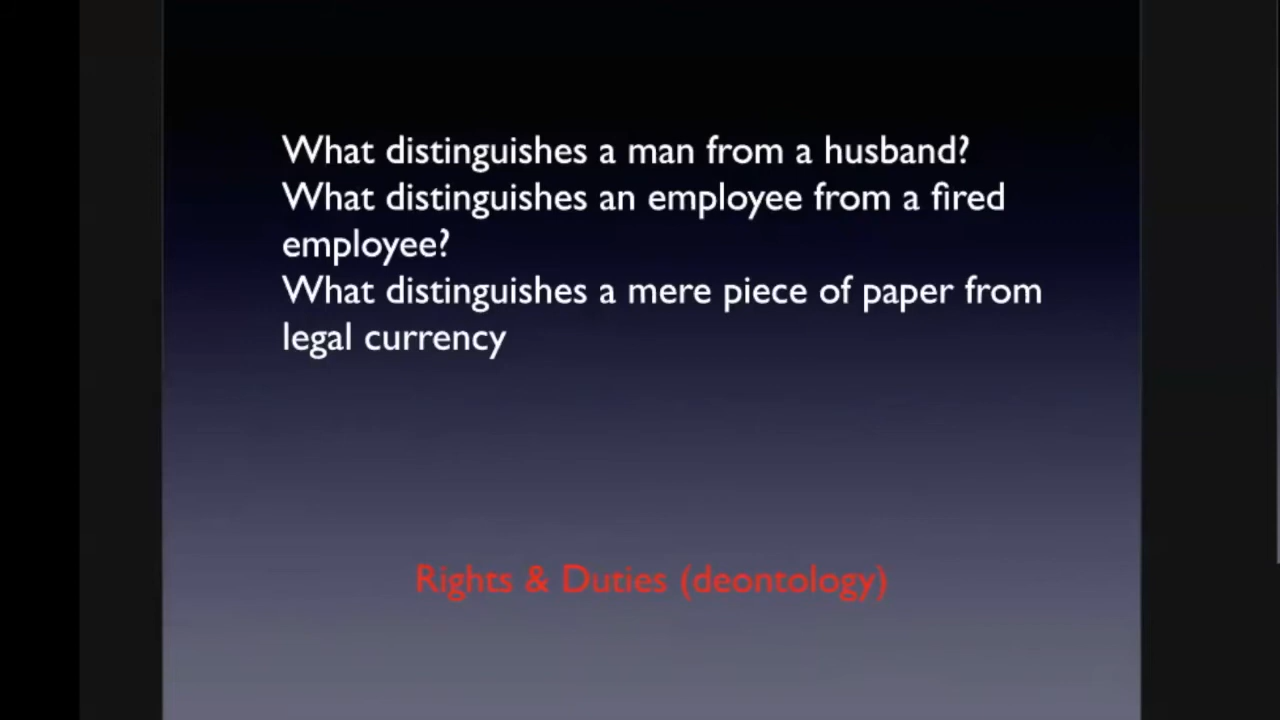 What distinguishes a man from a husband?
What distinguishes an employee from a fired
employee?
What distinguishes a mere piece of paper from
legal currency
Rights & Duties (deontology)